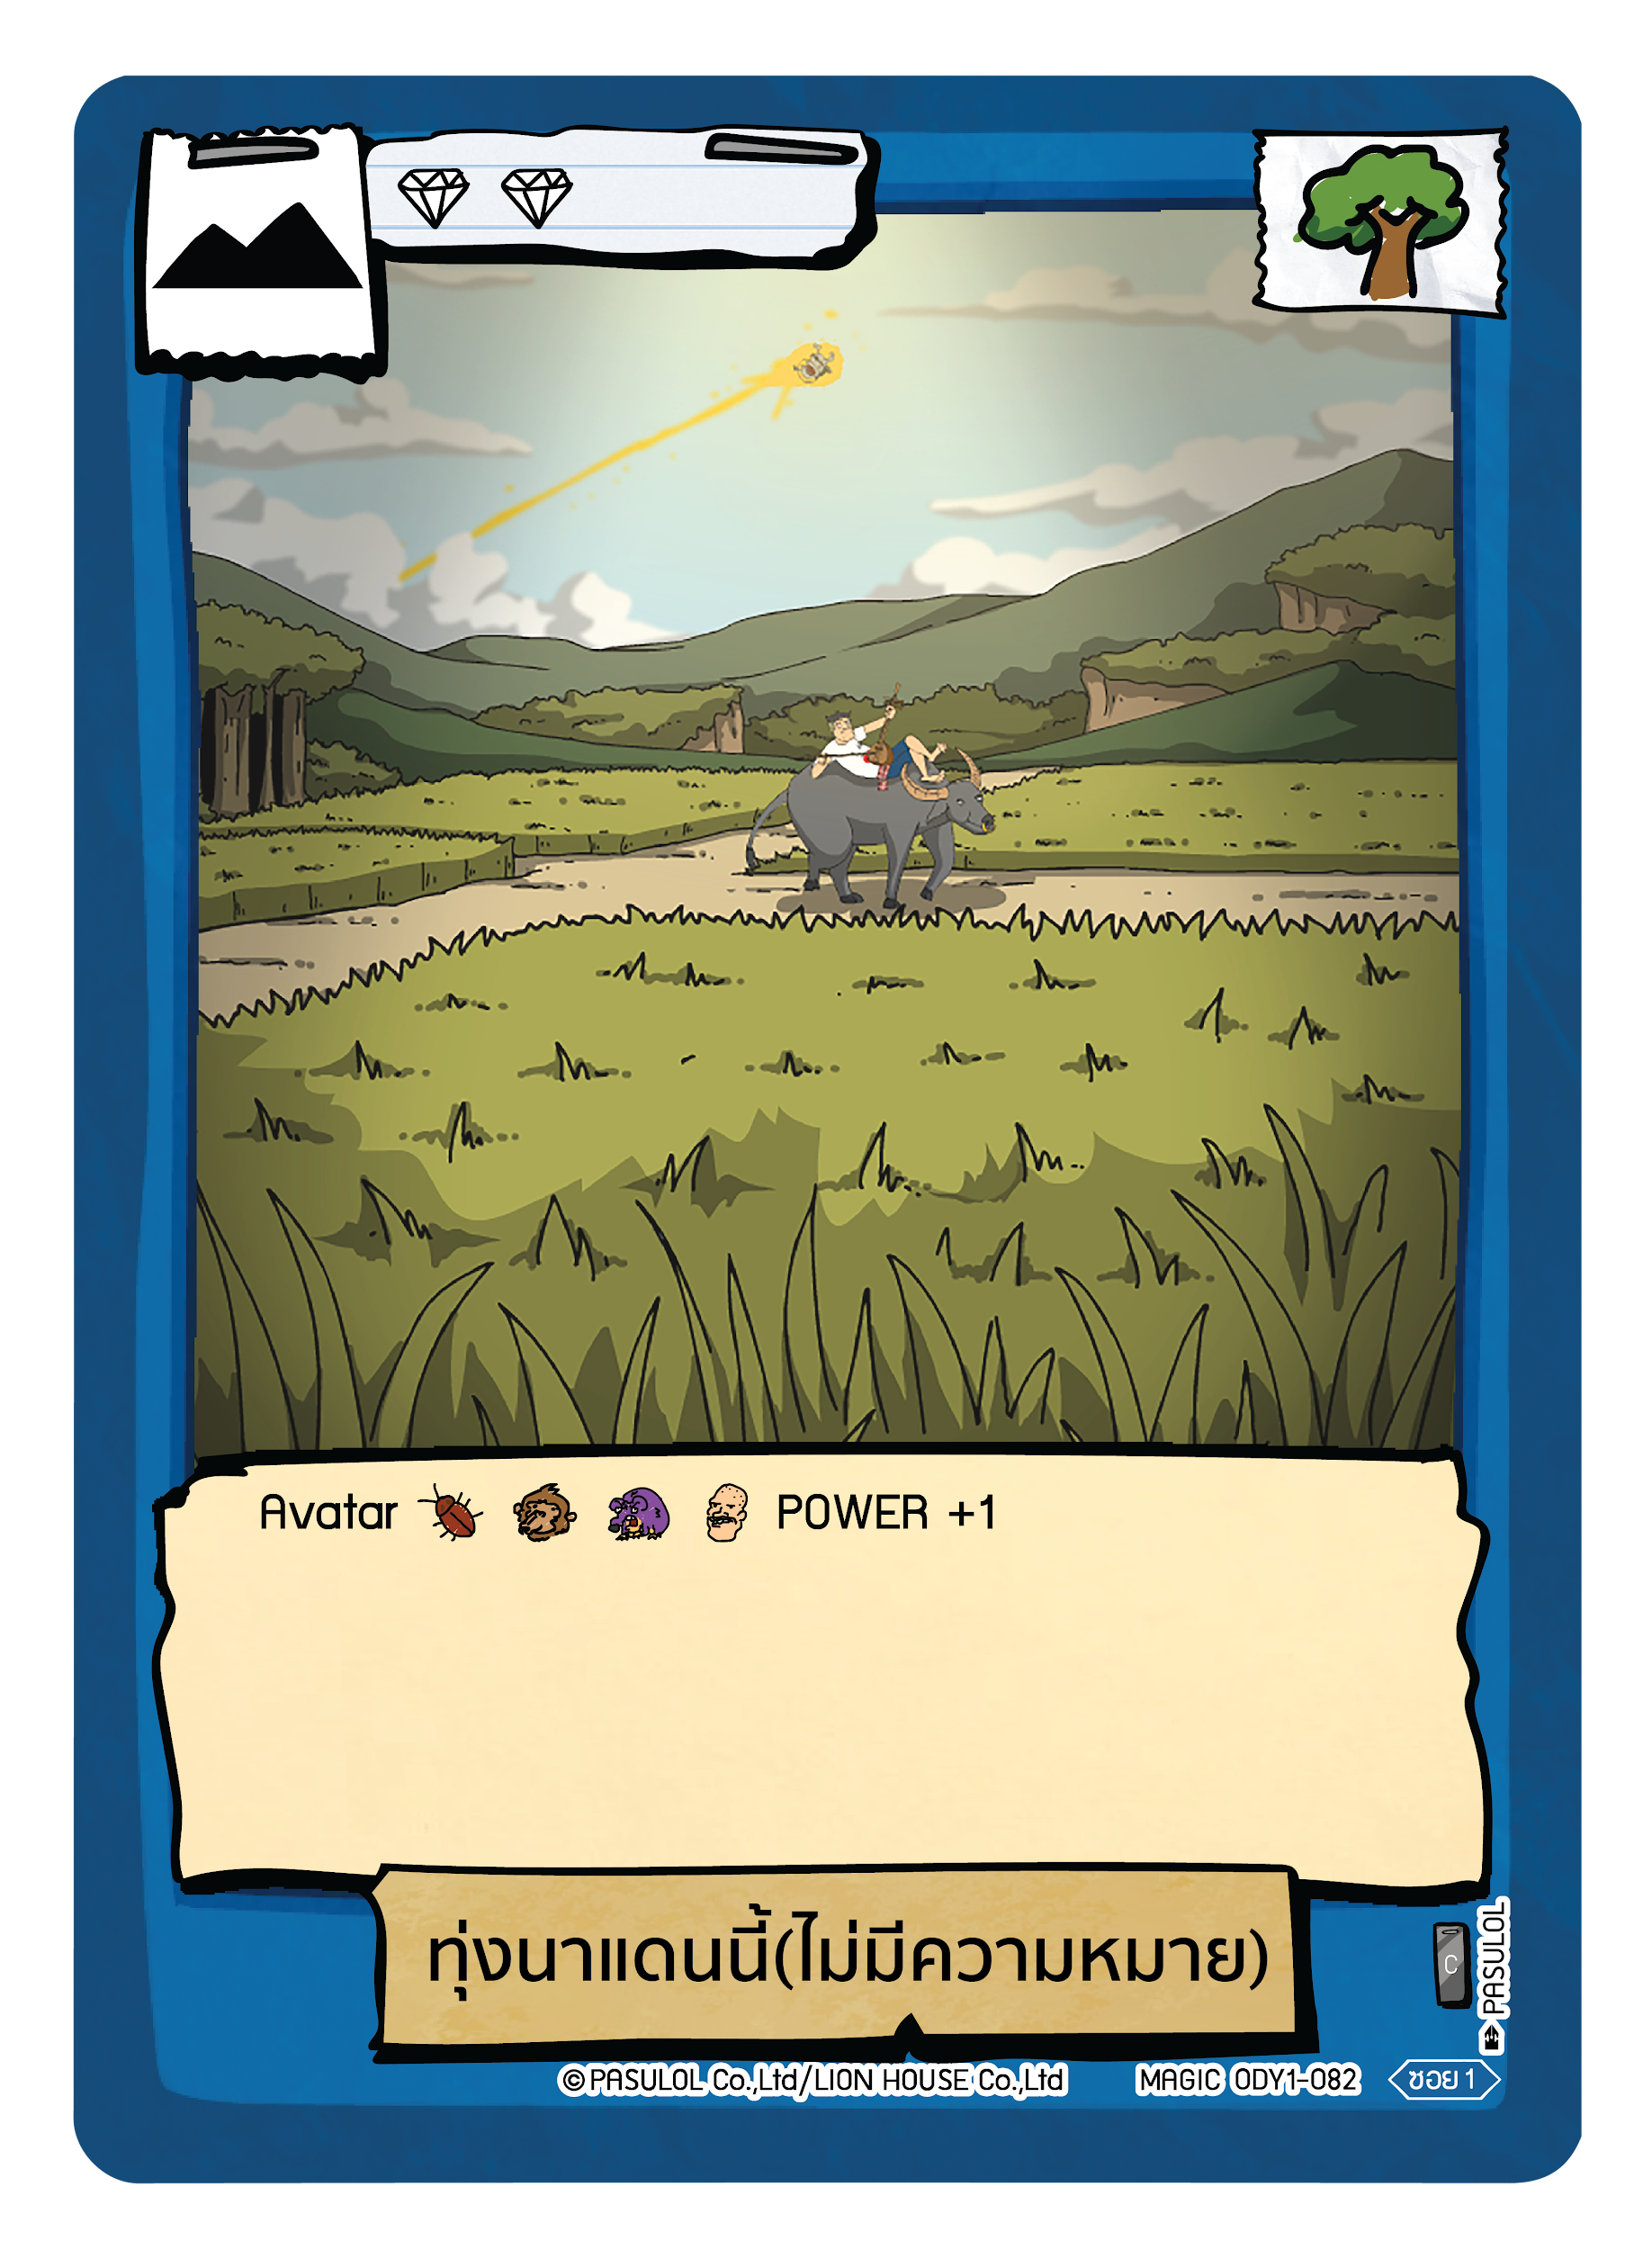 Avatar POWER +1
ทุ่งนาแดนนี้(ไม่มีความหมาย)
C
PASULOL
©PASULOL Co.,Ltd/LION HOUSE Co.,Ltd MAGIC ODY1-082 ซอย 1